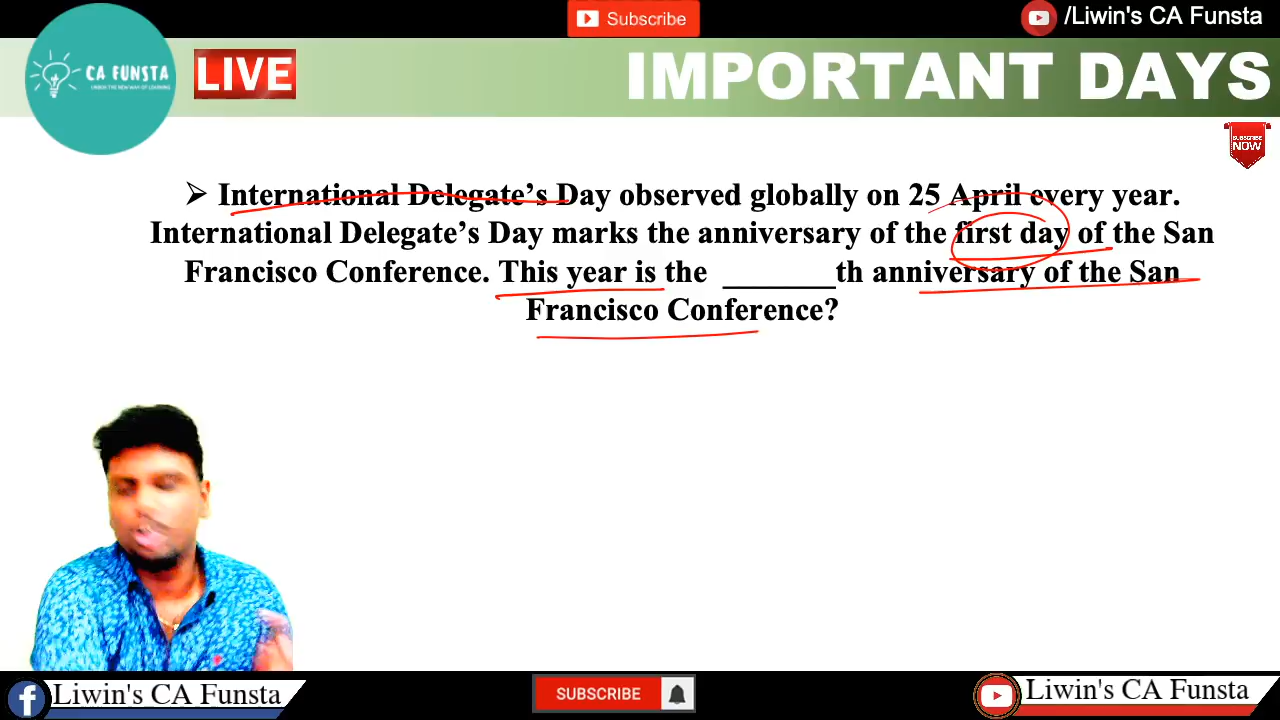 Subscribe
/Liwin's CA Funsta
CA FUNSTA
LIVE
IMPORTANT DAYS
SUBSCRIBE
NOW
➢ International Delegate’s Day observed globally on 25 April every year.
International Delegate’s Day marks the anniversary of the first day of the San
Francisco Conference. This year is the _______th anniversary of the San
Francisco Conference?
Liwin's CA Funsta
SUBSCRIBE
Liwin's CA Funsta